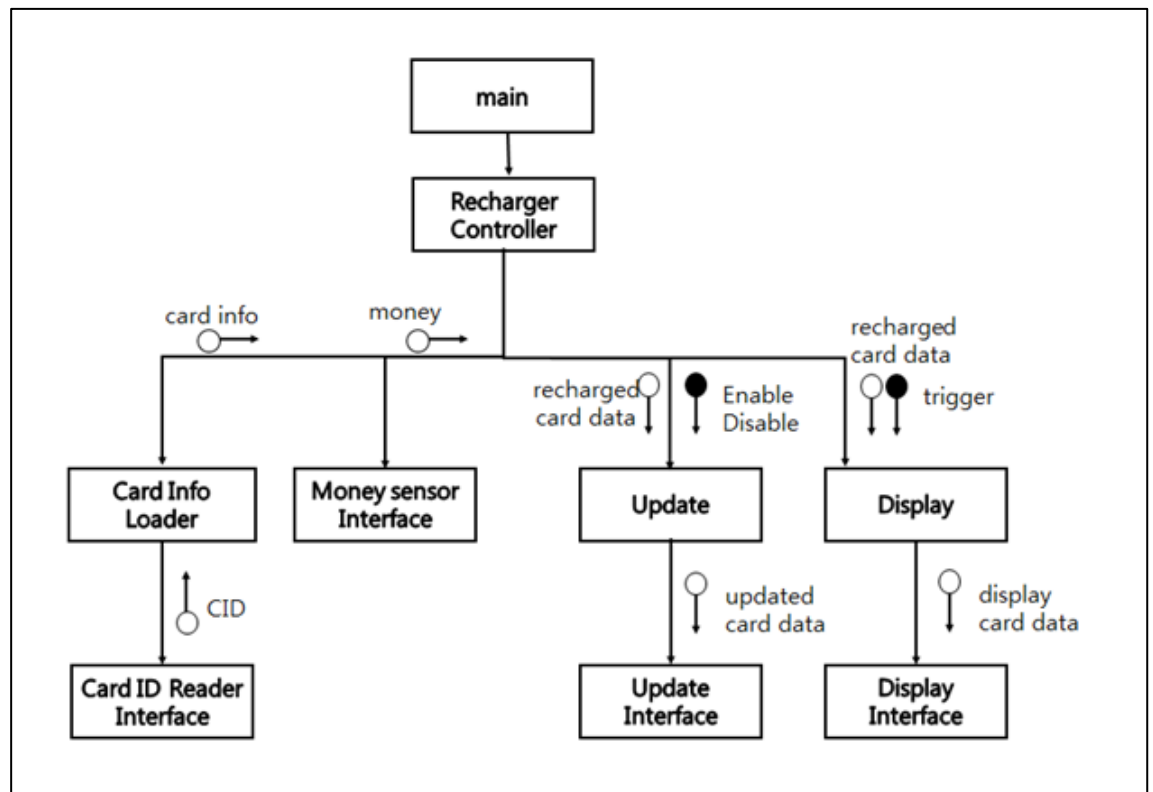 main
Recharger
Controller
card info
money
recharged
card data
recharged
card data
Enable
Disable
trigger
Card Info
Loader
Money sensor
Interface
Update
Display
CID
updated
card data
display
card data
Card ID Reader
Interface
Update
Interface
Display
Interface